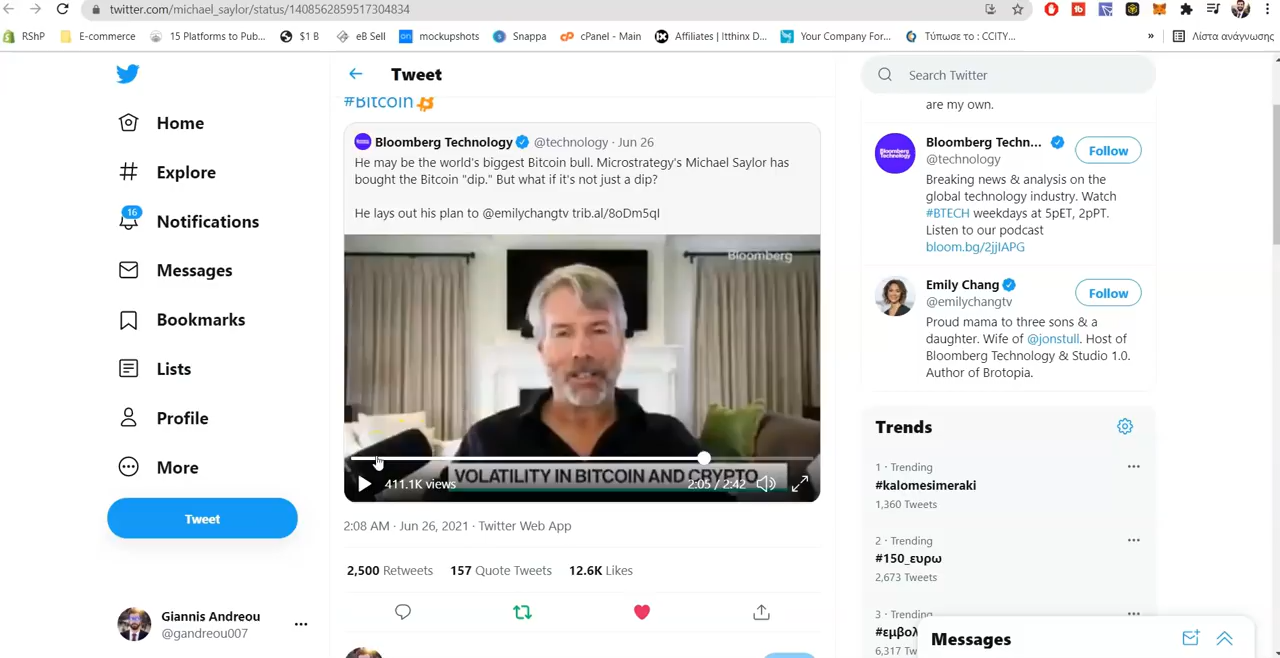 twitter.com/michael_saylor/status/1408562859517304834
RShP
E-commerce
15 Platforms to Pub...
$1 B
eBell
mockupshots
Snappa
cPanel - Main
Affiliates | Itthinx D...
Your Company For...
Τύπωσε το : CCITY...
»
Λίστα ανάγνωσης
Home
Explore
16
Notifications
Messages
Bookmarks
Lists
Profile
More
Tweet
Giannis Andreou
@gandreou007
Tweet
#Bitcoin
Bloomberg Technology @technology · Jun 26
He may be the world's biggest Bitcoin bull. Microstrategy's Michael Saylor has
bought the Bitcoin "dip." But what if it's not just a dip?
He lays out his plan to @emilychangtv trib.al/8oDm5qI
Bloomberg
VOLATILITY IN BITCOIN AND CRYPTO
411.1K views
2:05 / 2:42
2:08 AM · Jun 26, 2021 · Twitter Web App
2,500 Retweets 157 Quote Tweets 12.6K Likes
Search Twitter
are my own.
Bloomberg Techn...
@technology
Follow
Breaking news & analysis on the
global technology industry. Watch
#BTECH weekdays at 5pET, 2pPT.
Listen to our podcast
bloom.bg/2jjIAPG
Emily Chang
@emilychangtv
Follow
Proud mama to three sons & a
daughter. Wife of @jonstull. Host of
Bloomberg Technology & Studio 1.0.
Author of Brotopia.
Trends
1 · Trending
#kalomesimeraki
1,360 Tweets
2 · Trending
#150_ευρω
2,673 Tweets
3 · Trending
#εμβολ
6,317 Tw
Messages